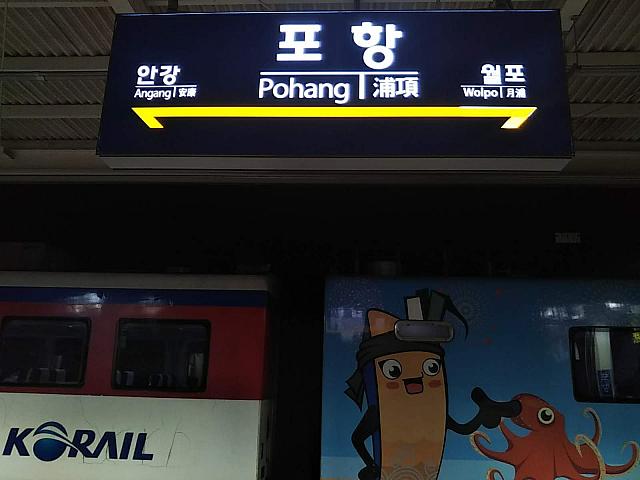 포항
안강
월포
Angang | 安康
Pohang | 浦項
Wolpo | 月浦
KORAIL